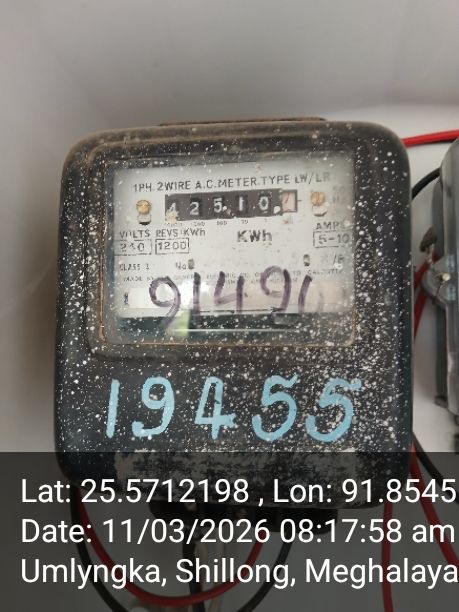 1PH. 2WIRE A.C. METER. TYPE LW/LR
4 2 5 1 0
VOLTS REVS/KWh KWh AMPS
240 1200 5-10
CLASS 2 No
91491
19455
Lat: 25.5712198 , Lon: 91.8545
Date: 11/03/2026 08:17:58 am
Umlyngka, Shillong, Meghalaya